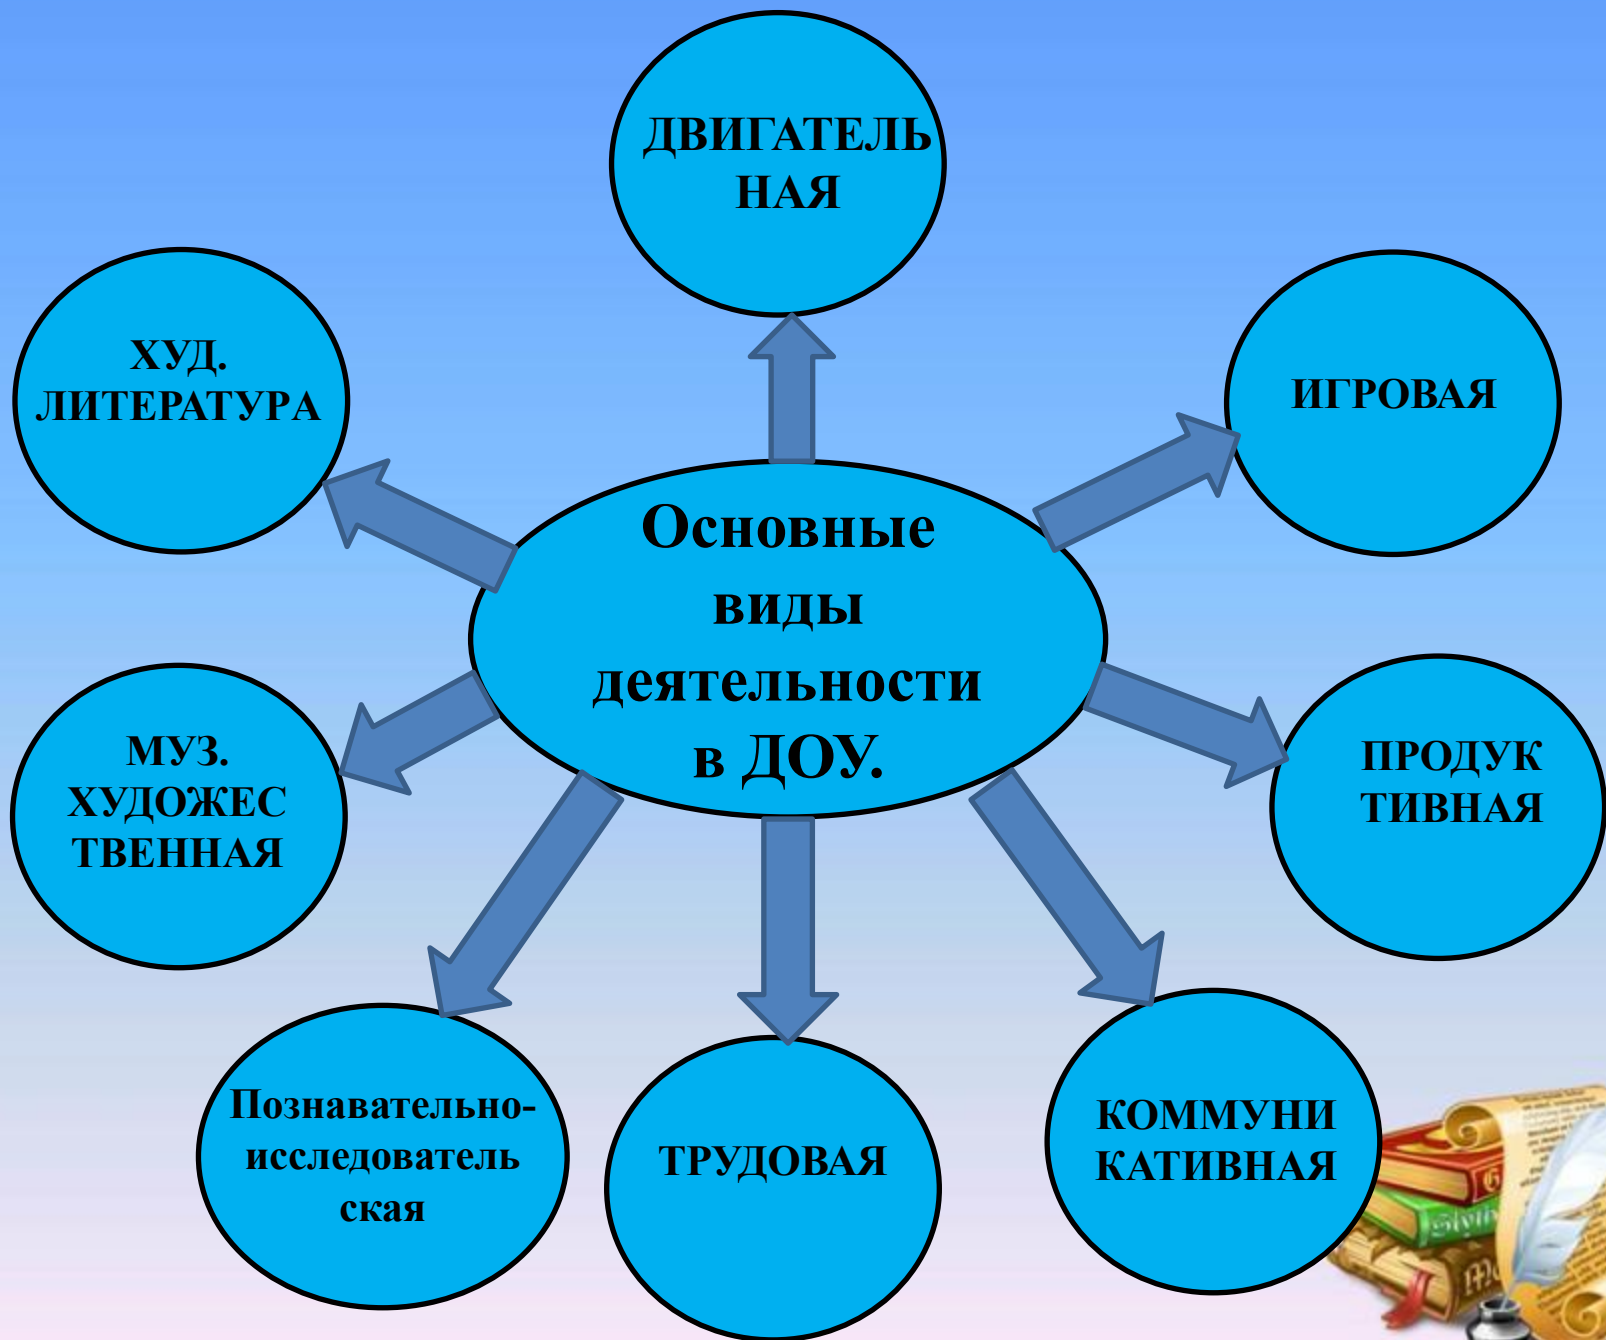 ДВИГАТЕЛЬ
НАЯ
ХУД.
ЛИТЕРАТУРА
ИГРОВАЯ
Основные
виды
деятельности
в ДОУ.
МУЗ.
ХУДОЖЕС
ТВЕННАЯ
ПРОДУК
ТИВНАЯ
Познавательно-
исследователь
ская
ТРУДОВАЯ
КОММУНИ
КАТИВНАЯ